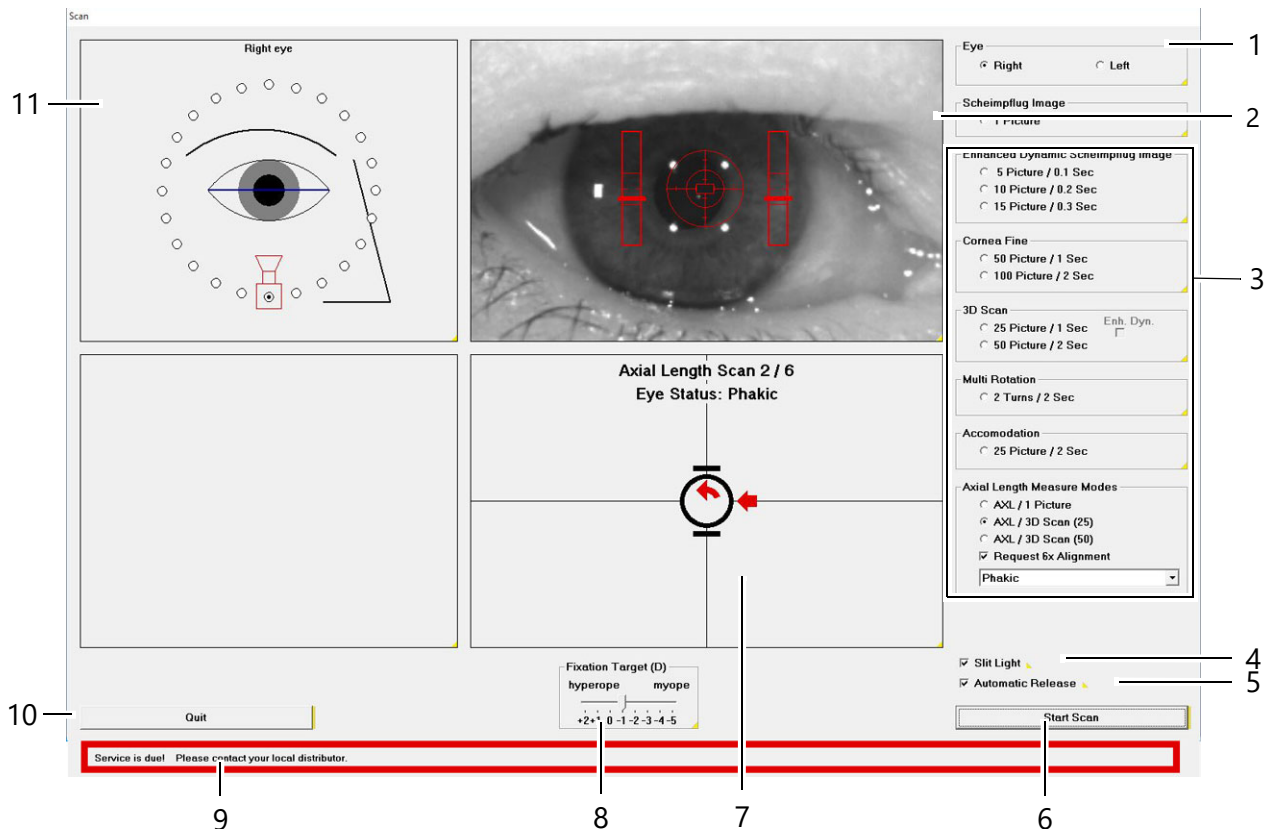 Scan
Right eye
11
Axial Length Scan 2 / 6
Eye Status: Phakic
Eye
Right Left
1
Scheimpflug Image
1 Picture
2
Enhanced Dynamic Scheimpflug Image
5 Picture / 0.1 Sec
10 Picture / 0.2 Sec
15 Picture / 0.3 Sec
Cornea Fine
50 Picture / 1 Sec
100 Picture / 2 Sec
3
3D Scan
25 Picture / 1 Sec Enh. Dyn.
50 Picture / 2 Sec
Multi Rotation
2 Turns / 2 Sec
Accomodation
25 Picture / 2 Sec
Axial Length Measure Modes
AXL / 1 Picture
AXL / 3D Scan (25)
AXL / 3D Scan (50)
Request 6x Alignment
Phakic
Slit Light
4
Automatic Release
5
Fixation Target (D)
hyperope myope
+2+1 0 -1 -2 -3 -4 -5
10
Quit
Start Scan
Service is due! Please contact your local distributor.
9 8 7 6